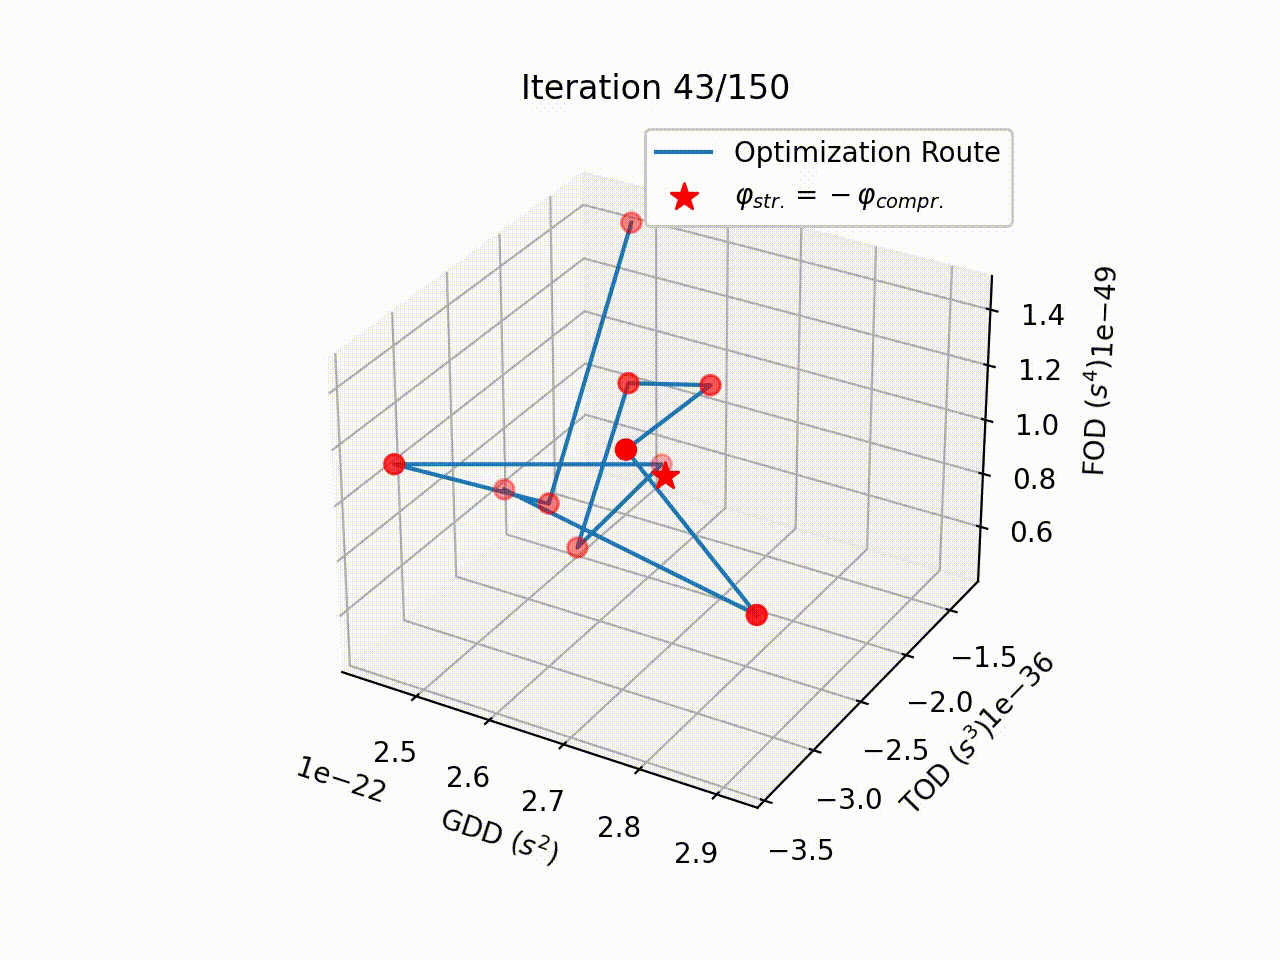 Iteration 43/150
Optimization Route
φstr. = − φcompr.
1.4
1.2
1.0
0.8
0.6
FOD (s⁴)1e−49
−1.5
−2.0
−2.5
−3.0
−3.5
TOD (s³)1e−36
2.5
2.6
2.7
2.8
2.9
1e−22
GDD (s²)